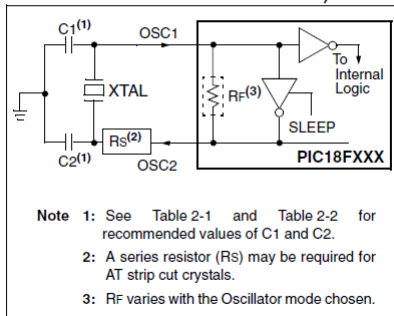 C1(1)
OSC1
To
Internal
Logic
XTAL
RF(3)
SLEEP
RS(2)
C2(1)
OSC2
PIC18FXXX
Note 1: See Table 2-1 and Table 2-2 for
recommended values of C1 and C2.
2: A series resistor (RS) may be required for
AT strip cut crystals.
3: RF varies with the Oscillator mode chosen.